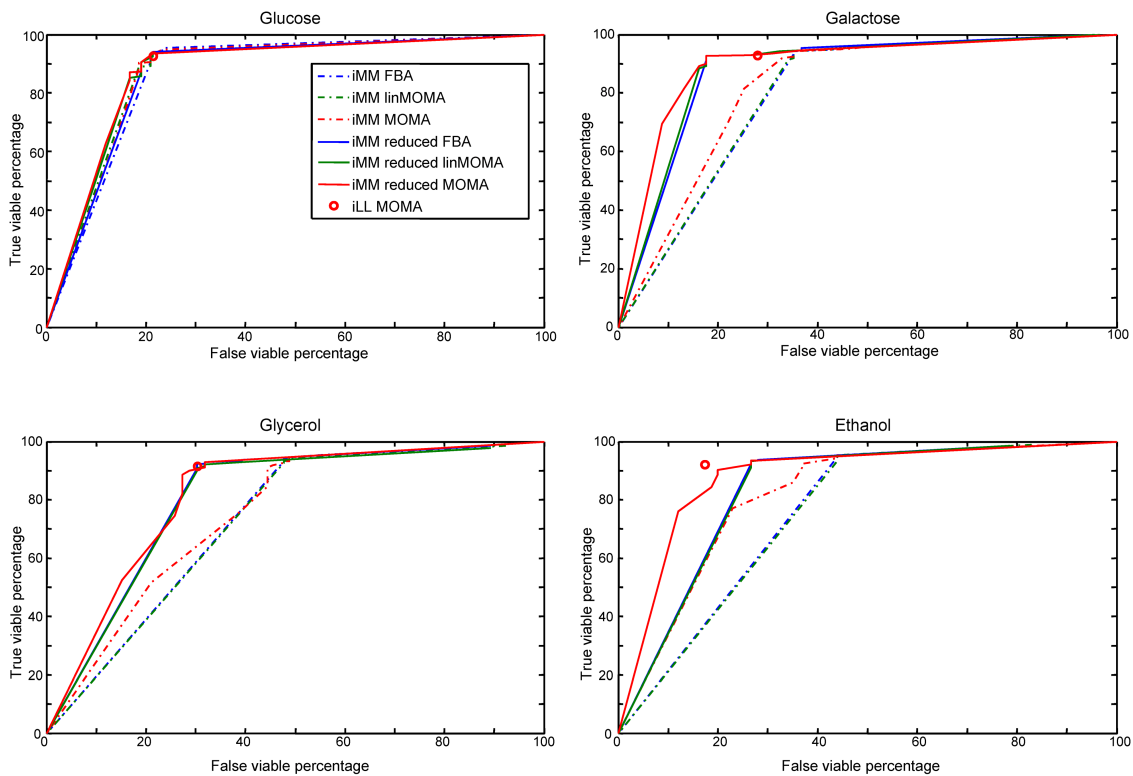 Glucose
100
80
60
40
20
0
True viable percentage
iMM FBA
iMM linMOMA
iMM MOMA
iMM reduced FBA
iMM reduced linMOMA
iMM reduced MOMA
iLL MOMA
0 20 40 60 80 100
False viable percentage
Galactose
100
80
60
40
20
0
True viable percentage
0 20 40 60 80 100
False viable percentage
Glycerol
100
80
60
40
20
0
True viable percentage
0 20 40 60 80 100
False viable percentage
Ethanol
100
80
60
40
20
0
True viable percentage
0 20 40 60 80 100
False viable percentage